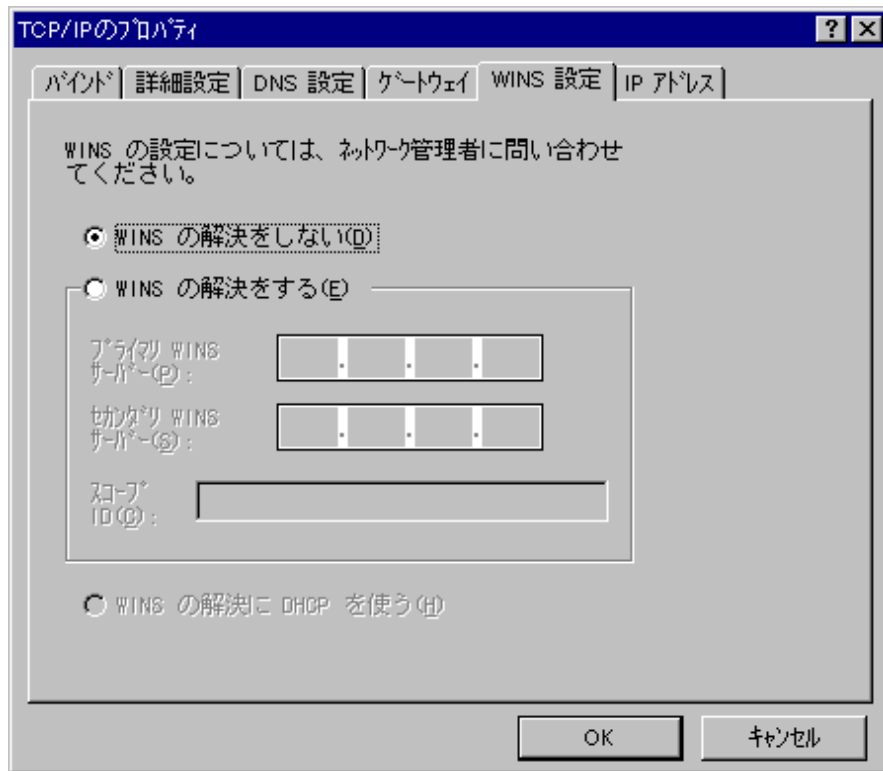 TCP/IPのﾌﾟﾛﾊﾟﾃｨ
ﾊﾞｲﾝﾄﾞ 詳細設定 DNS 設定 ｹﾞｰﾄｳｪｲ WINS 設定 IP ｱﾄﾞﾚｽ
WINS の設定については、ﾈｯﾄﾜｰｸ管理者に問い合わせ
てください。
WINS の解決をしない(D)
WINS の解決をする(E)
ﾌﾟﾗｲﾏﾘ WINS
ｻｰﾊﾞｰ(P):
ｾｶﾝﾀﾞﾘ WINS
ｻｰﾊﾞｰ(S):
ｽｺｰﾌﾟ
ID(C):
WINS の解決に DHCP を使う(H)
OK ｷｬﾝｾﾙ